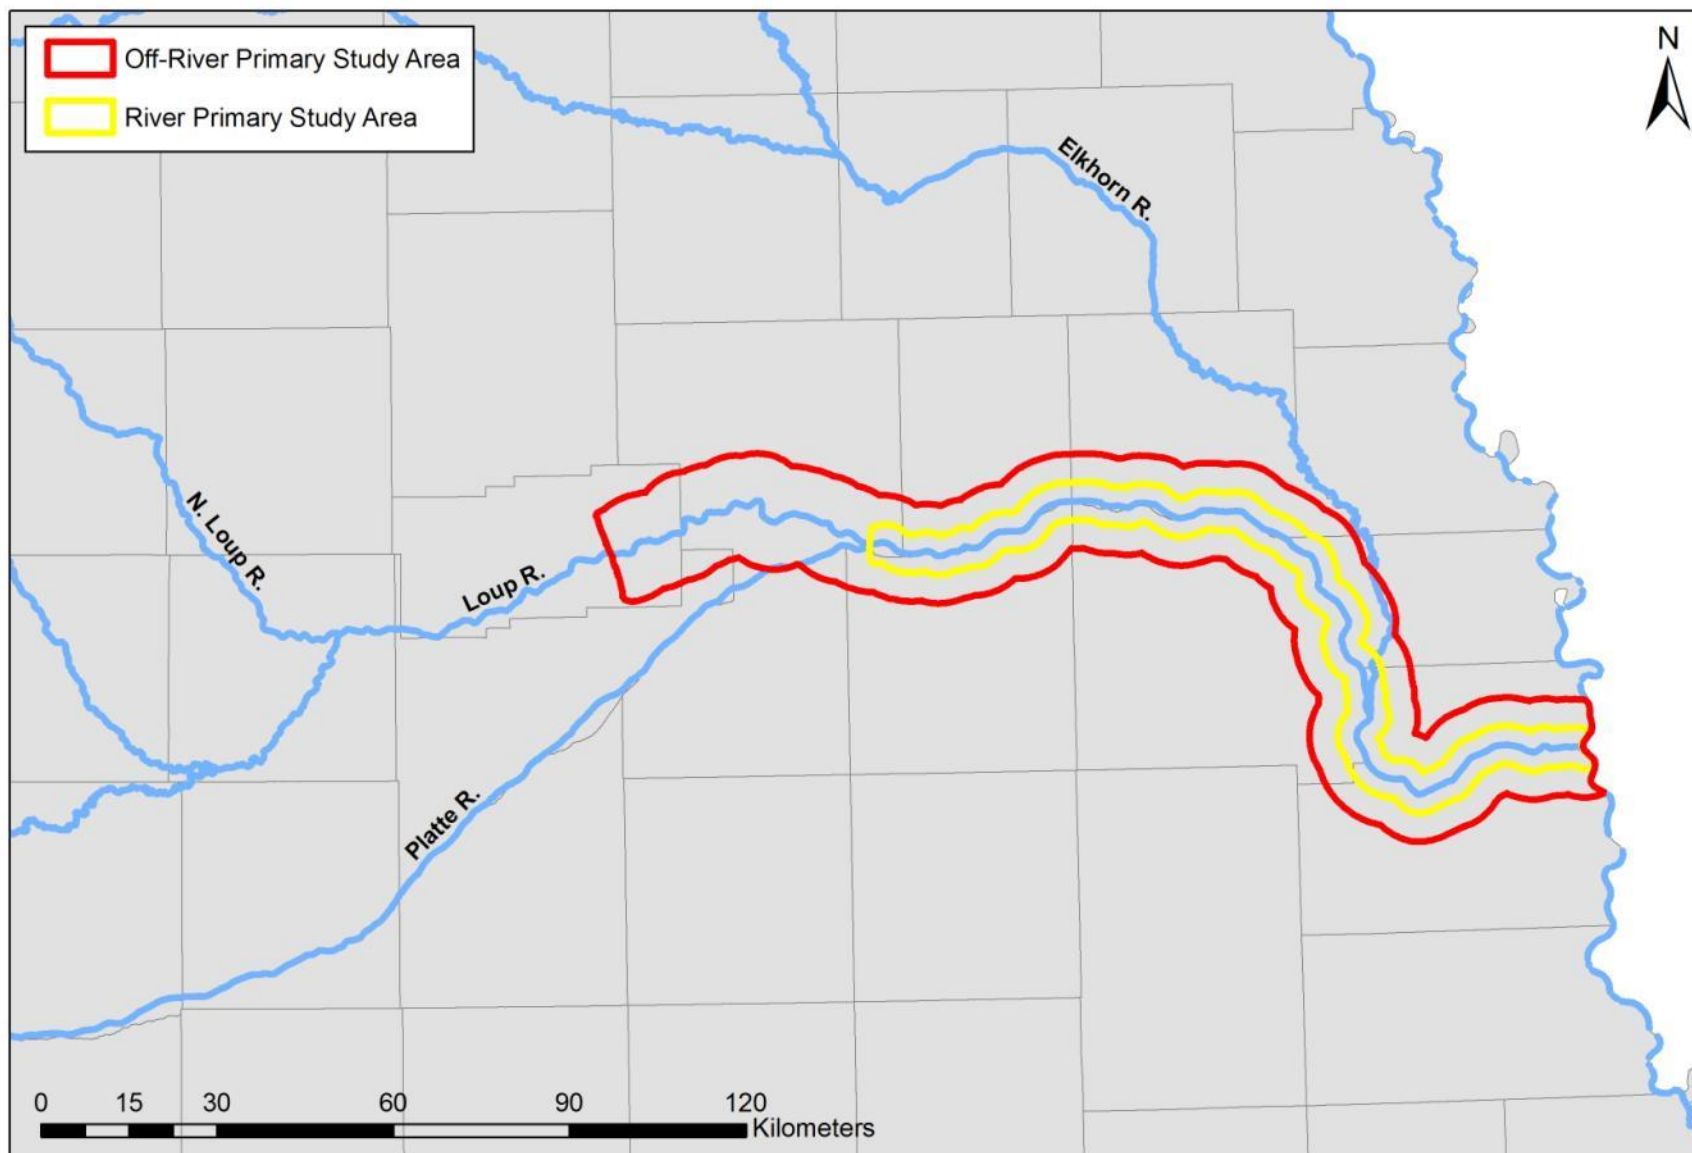 Off-River Primary Study Area
River Primary Study Area
N
Elkhorn R.
N. Loup R.
Loup R.
Platte R.
0 15 30 60 90 120
Kilometers